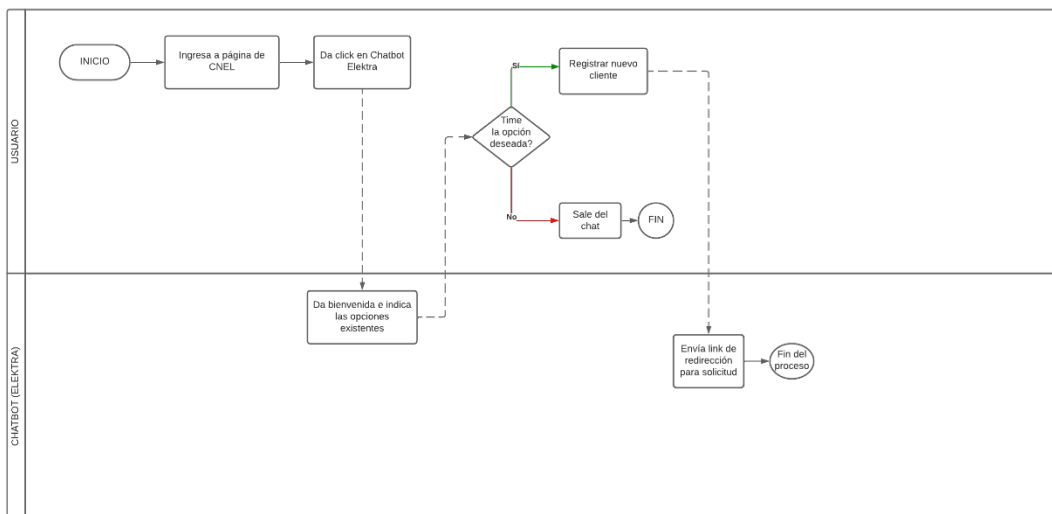 USUARIO
INICIO
Ingresa a página de
CNEL
Da click en Chatbot
Elektra
Time
la opción
deseada?
Sí
Registrar nuevo
cliente
No
Sale del
chat
FIN
CHATBOT (ELEKTRA)
Da bienvenida e indica
las opciones
existentes
Envía link de
redirección
para solicitud
Fin del
proceso